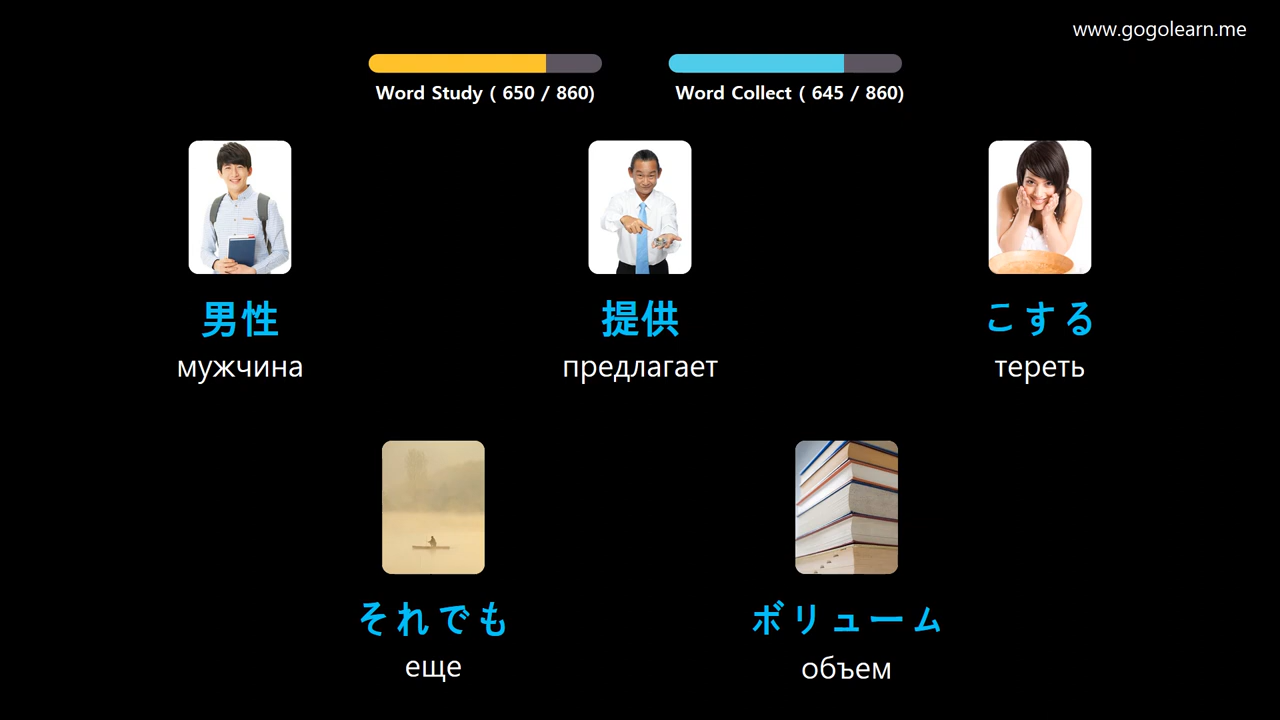 www.gogolearn.me
Word Study ( 650 / 860)
Word Collect ( 645 / 860)
男性
мужчина
提供
предлагает
こする
тереть
それでも
еще
ボリューム
объем